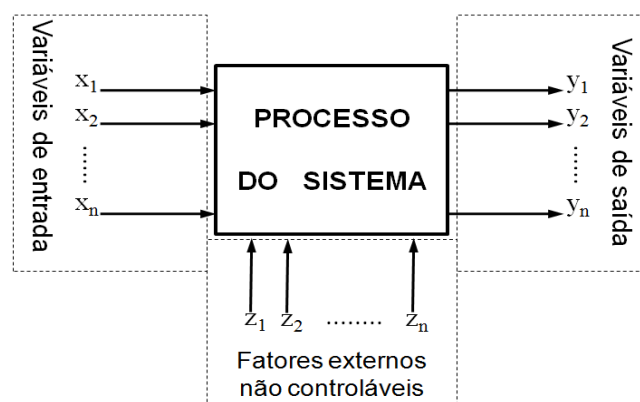 Variáveis de entrada
x1
x2
......
xn
PROCESSO
DO SISTEMA
y1
y2
......
yn
Variáveis de saída
z1 z2 ........ zn
Fatores externos
não controláveis